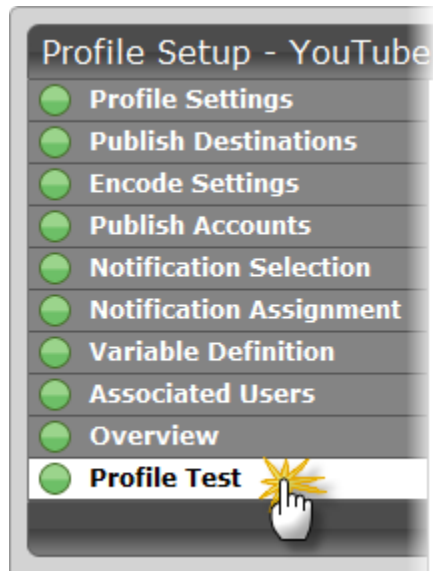 Profile Setup - YouTube
Profile Settings
Publish Destinations
Encode Settings
Publish Accounts
Notification Selection
Notification Assignment
Variable Definition
Associated Users
Overview
Profile Test